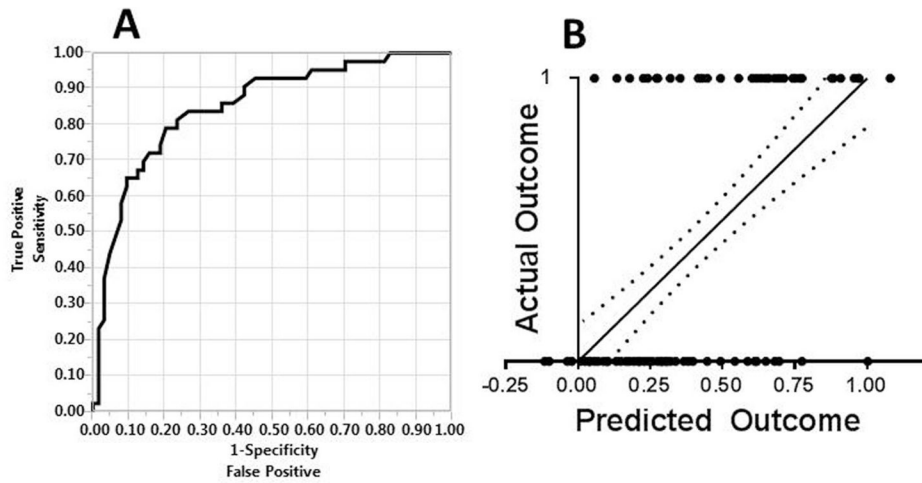 A
1.00
0.90
0.80
0.70
0.60
0.50
0.40
0.30
0.20
0.10
0.00
True Positive
Sensitivity
0.00 0.10 0.20 0.30 0.40 0.50 0.60 0.70 0.80 0.90 1.00
1-Specificity
False Positive
B
1
Actual Outcome
-0.25 0.00 0.25 0.50 0.75 1.00
Predicted Outcome